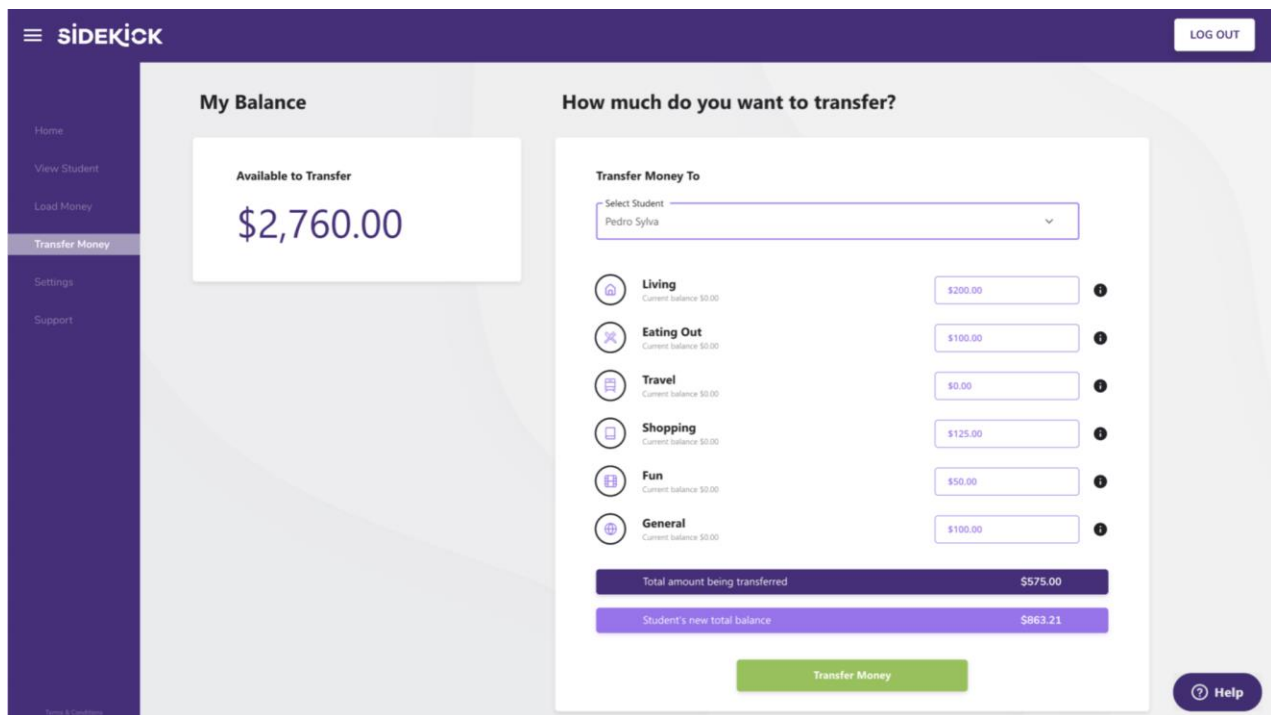 SiDEKiCK
LOG OUT
Home
View Student
Load Money
Transfer Money
Settings
Support
Terms & Conditions
My Balance
Available to Transfer
$2,760.00
How much do you want to transfer?
Transfer Money To
Select Student
Pedro Sylva
Living
Current balance $0.00
$200.00
Eating Out
Current balance $0.00
$100.00
Travel
Current balance $0.00
$0.00
Shopping
Current balance $0.00
$125.00
Fun
Current balance $0.00
$50.00
General
Current balance $0.00
$100.00
Total amount being transferred $575.00
Student's new total balance $863.21
Transfer Money
Help